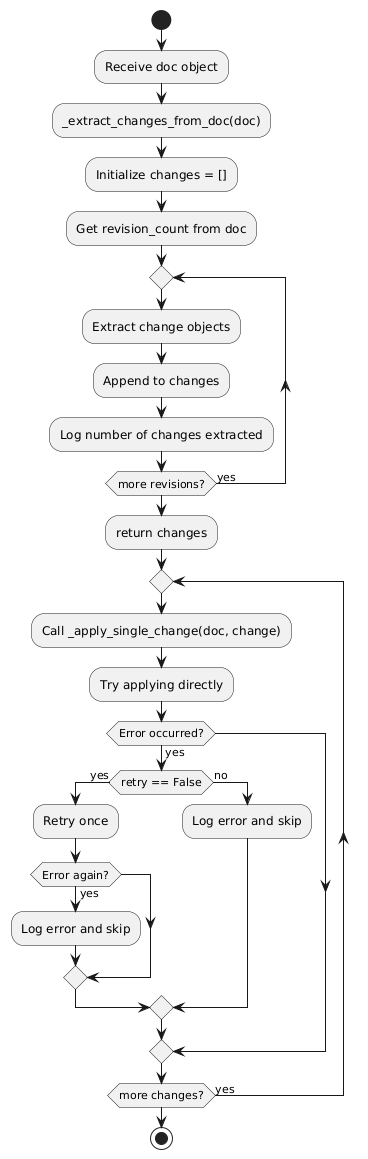 Receive doc object
_extract_changes_from_doc(doc)
Initialize changes = []
Get revision_count from doc
Extract change objects
Append to changes
Log number of changes extracted
more revisions?
yes
return changes
Call _apply_single_change(doc, change)
Try applying directly
Error occurred?
yes
yes
retry == False
no
Retry once
Log error and skip
Error again?
yes
Log error and skip
more changes?
yes